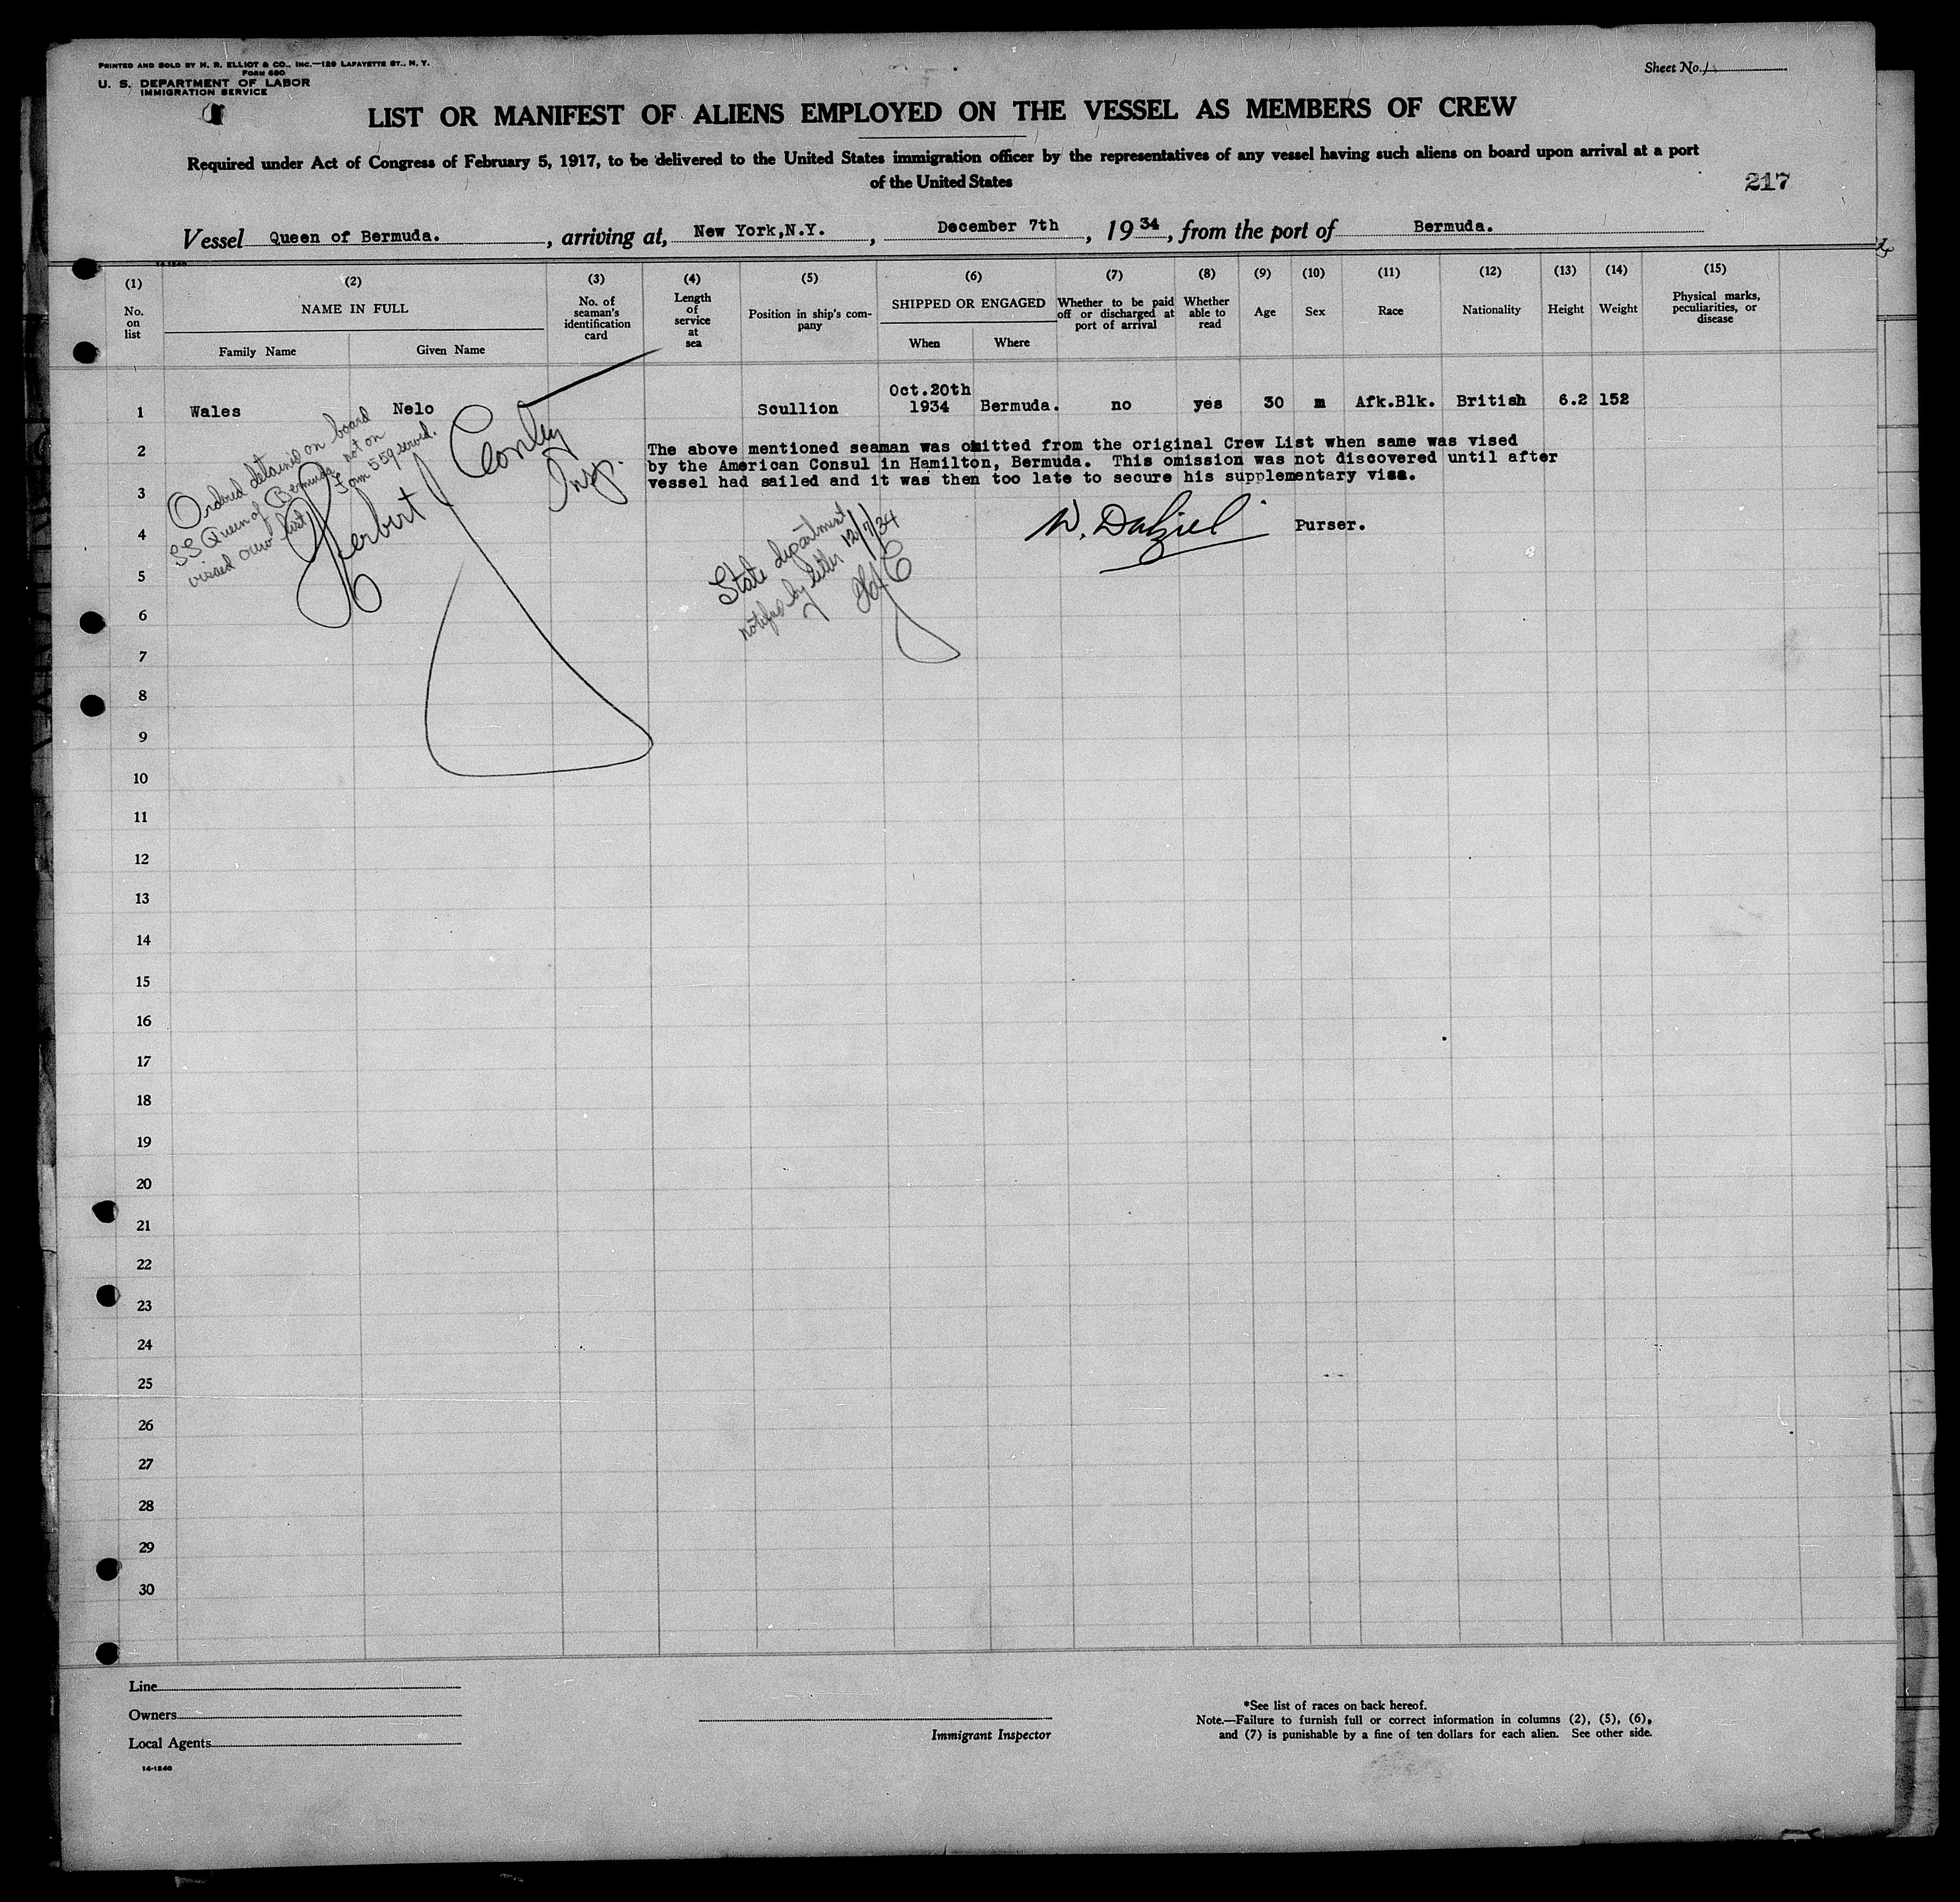 PRINTED AND SOLD BY H. R. ELLIOT & CO., INC.—129 LAFAYETTE ST., N. Y.
FORM 680
U. S. DEPARTMENT OF LABOR
IMMIGRATION SERVICE
Sheet No. 1
LIST OR MANIFEST OF ALIENS EMPLOYED ON THE VESSEL AS MEMBERS OF CREW
Required under Act of Congress of February 5, 1917, to be delivered to the United States immigration officer by the representatives of any vessel having such aliens on board upon arrival at a port
of the United States
217
Vessel Queen of Bermuda. , arriving at, New York,N.Y. , December 7th , 19 34 , from the port of Bermuda.
14-1240
(1) (2) (3) (4) (5) (6) (7) (8) (9) (10) (11) (12) (13) (14) (15)
No. on list
NAME IN FULL
Family Name
Given Name
No. of seaman's identification card
Length of service at sea
Position in ship's company
SHIPPED OR ENGAGED
When
Where
Whether to be paid off or discharged at port of arrival
Whether able to read
Age
Sex
Race
Nationality
Height
Weight
Physical marks, peculiarities, or disease
1 Wales Nelo Scullion Oct.20th 1934 Bermuda. no yes 30 m Afk.Blk. British 6.2 152
Ordered detained on board
SS Queen of Bermuda not on
visaed crew list Form 559 served.
Herbert J Conley
Insp.
The above mentioned seaman was omitted from the original Crew List when same was vised
by the American Consul in Hamilton, Bermuda. This omission was not discovered until after
vessel had sailed and it was then too late to secure his supplementary visa.
W. Dalziel Purser.
State department
notified by letter 12/7/34
2
3
4
5
6
7
8
9
10
11
12
13
14
15
16
17
18
19
20
21
22
23
24
25
26
27
28
29
30
Line
Owners
Local Agents
14-1240
Immigrant Inspector
*See list of races on back hereof.
Note.—Failure to furnish full or correct information in columns (2), (5), (6),
and (7) is punishable by a fine of ten dollars for each alien. See other side.